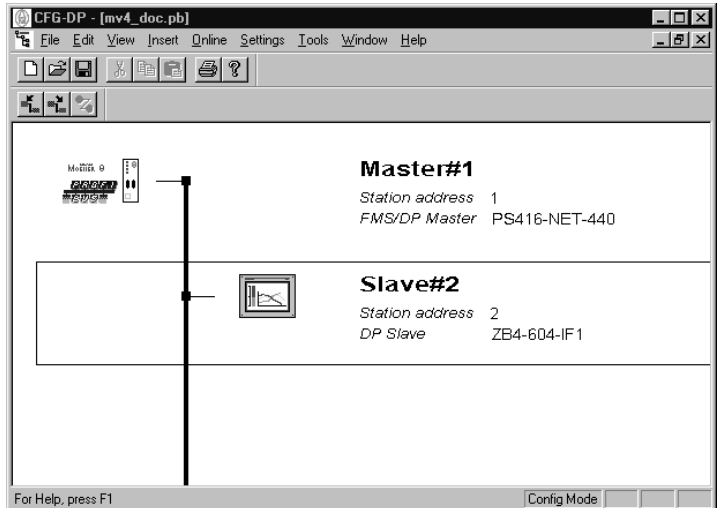 CFG-DP - [mv4_doc.pb]
File Edit View Insert Online Settings Tools Window Help
Master#1
Station address 1
FMS/DP Master PS416-NET-440
Slave#2
Station address 2
DP Slave ZB4-604-IF1
For Help, press F1
Config Mode